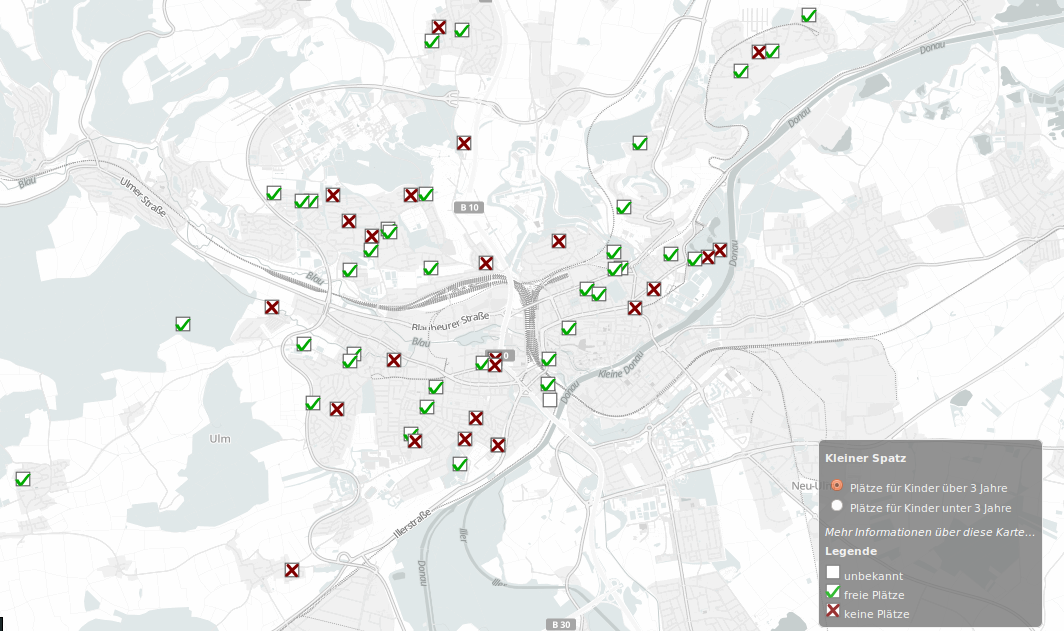 Donau
Donau
Blau
Ulmer Straße
B 10
Donau
Blau
Blaubeurer Straße
Blau
Kleine Donau
Donau
Ulm
Illerstraße
Iller
Donau
B 30
Kleiner Spatz
Plätze für Kinder über 3 Jahre
Plätze für Kinder unter 3 Jahre
Mehr Informationen über diese Karte...
Legende
unbekannt
freie Plätze
keine Plätze